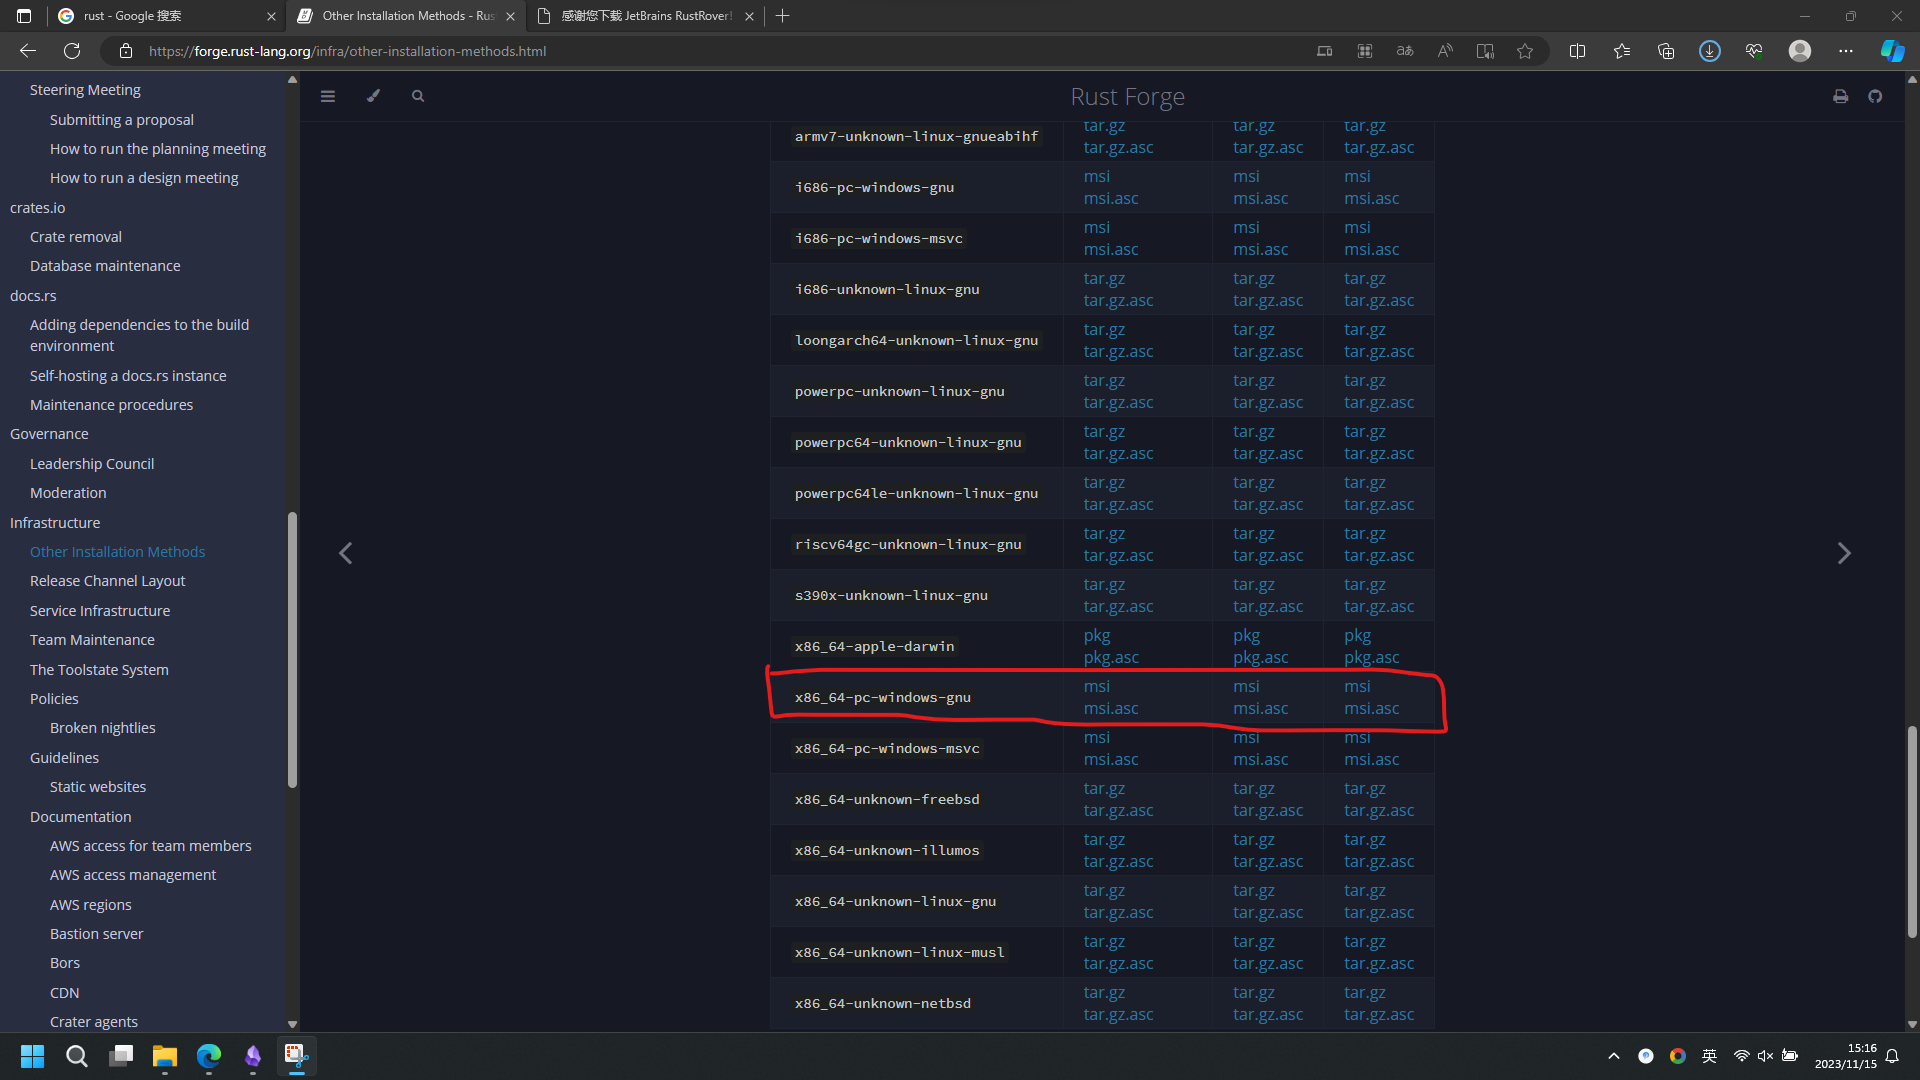 rust - Google 搜索
Other Installation Methods - Rus
感谢您下载 JetBrains RustRover!
https://forge.rust-lang.org/infra/other-installation-methods.html
Steering Meeting
Submitting a proposal
How to run the planning meeting
How to run a design meeting
crates.io
Crate removal
Database maintenance
docs.rs
Adding dependencies to the build
environment
Self-hosting a docs.rs instance
Maintenance procedures
Governance
Leadership Council
Moderation
Infrastructure
Other Installation Methods
Release Channel Layout
Service Infrastructure
Team Maintenance
The Toolstate System
Policies
Broken nightlies
Guidelines
Static websites
Documentation
AWS access for team members
AWS access management
AWS regions
Bastion server
Bors
CDN
Crater agents
Rust Forge
armv7-unknown-linux-gnueabihf
tar.gz tar.gz tar.gz
tar.gz.asc tar.gz.asc tar.gz.asc
i686-pc-windows-gnu
msi msi msi
msi.asc msi.asc msi.asc
i686-pc-windows-msvc
msi msi msi
msi.asc msi.asc msi.asc
i686-unknown-linux-gnu
tar.gz tar.gz tar.gz
tar.gz.asc tar.gz.asc tar.gz.asc
loongarch64-unknown-linux-gnu
tar.gz tar.gz tar.gz
tar.gz.asc tar.gz.asc tar.gz.asc
powerpc-unknown-linux-gnu
tar.gz tar.gz tar.gz
tar.gz.asc tar.gz.asc tar.gz.asc
powerpc64-unknown-linux-gnu
tar.gz tar.gz tar.gz
tar.gz.asc tar.gz.asc tar.gz.asc
powerpc64le-unknown-linux-gnu
tar.gz tar.gz tar.gz
tar.gz.asc tar.gz.asc tar.gz.asc
riscv64gc-unknown-linux-gnu
tar.gz tar.gz tar.gz
tar.gz.asc tar.gz.asc tar.gz.asc
s390x-unknown-linux-gnu
tar.gz tar.gz tar.gz
tar.gz.asc tar.gz.asc tar.gz.asc
x86_64-apple-darwin
pkg pkg pkg
pkg.asc pkg.asc pkg.asc
x86_64-pc-windows-gnu
msi msi msi
msi.asc msi.asc msi.asc
x86_64-pc-windows-msvc
msi msi msi
msi.asc msi.asc msi.asc
x86_64-unknown-freebsd
tar.gz tar.gz tar.gz
tar.gz.asc tar.gz.asc tar.gz.asc
x86_64-unknown-illumos
tar.gz tar.gz tar.gz
tar.gz.asc tar.gz.asc tar.gz.asc
x86_64-unknown-linux-gnu
tar.gz tar.gz tar.gz
tar.gz.asc tar.gz.asc tar.gz.asc
x86_64-unknown-linux-musl
tar.gz tar.gz tar.gz
tar.gz.asc tar.gz.asc tar.gz.asc
x86_64-unknown-netbsd
tar.gz tar.gz tar.gz
tar.gz.asc tar.gz.asc tar.gz.asc
英
15:16
2023/11/15